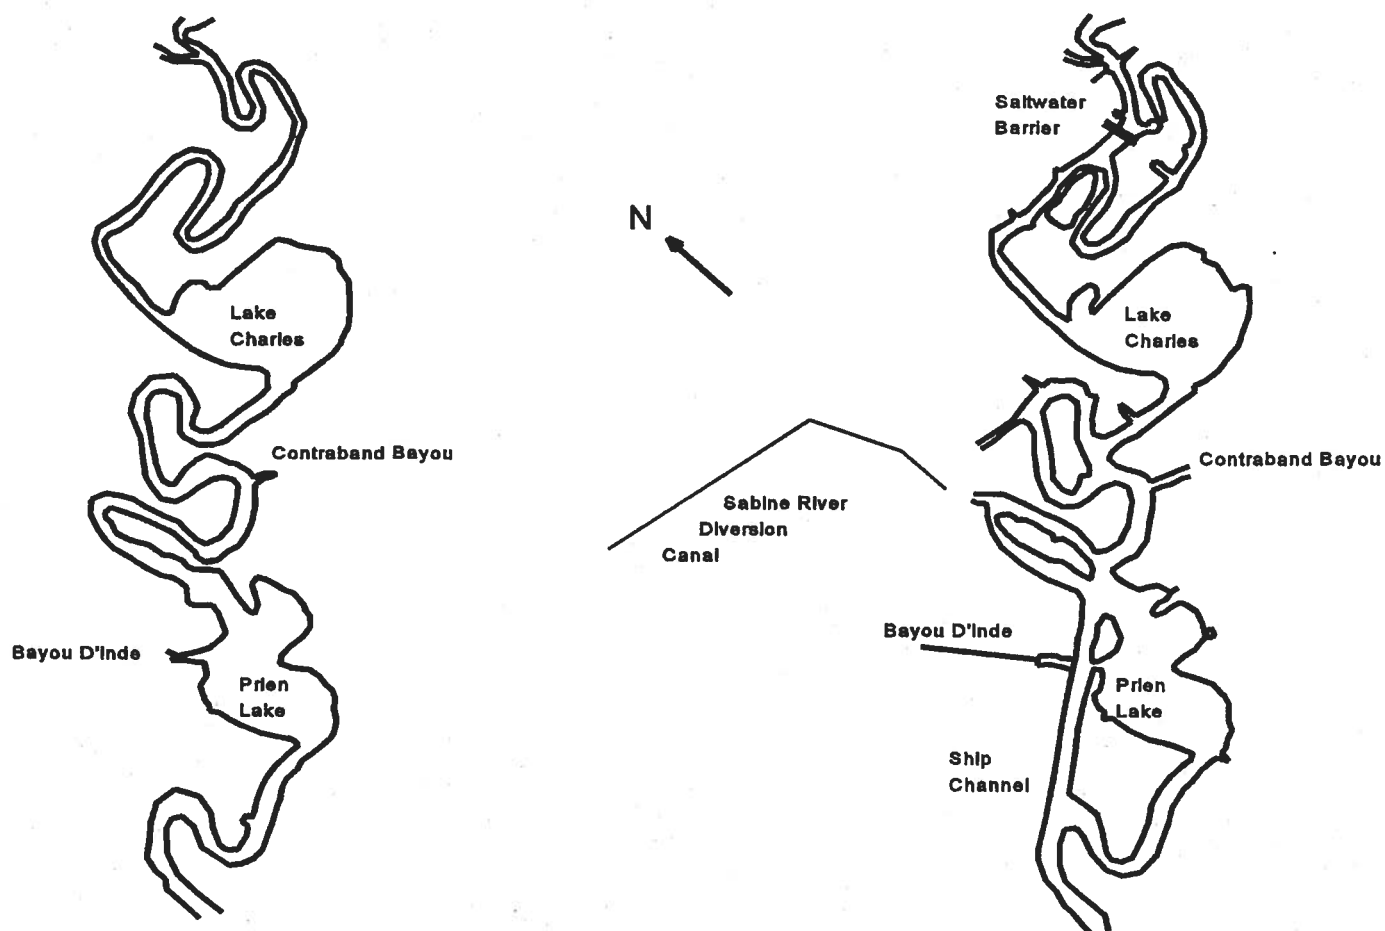 Lake
Charles
Contraband Bayou
Bayou D'Inde
Prien
Lake
N
Sabine River
Diversion
Canal
Saltwater
Barrier
Lake
Charles
Contraband Bayou
Bayou D'Inde
Prien
Lake
Ship
Channel